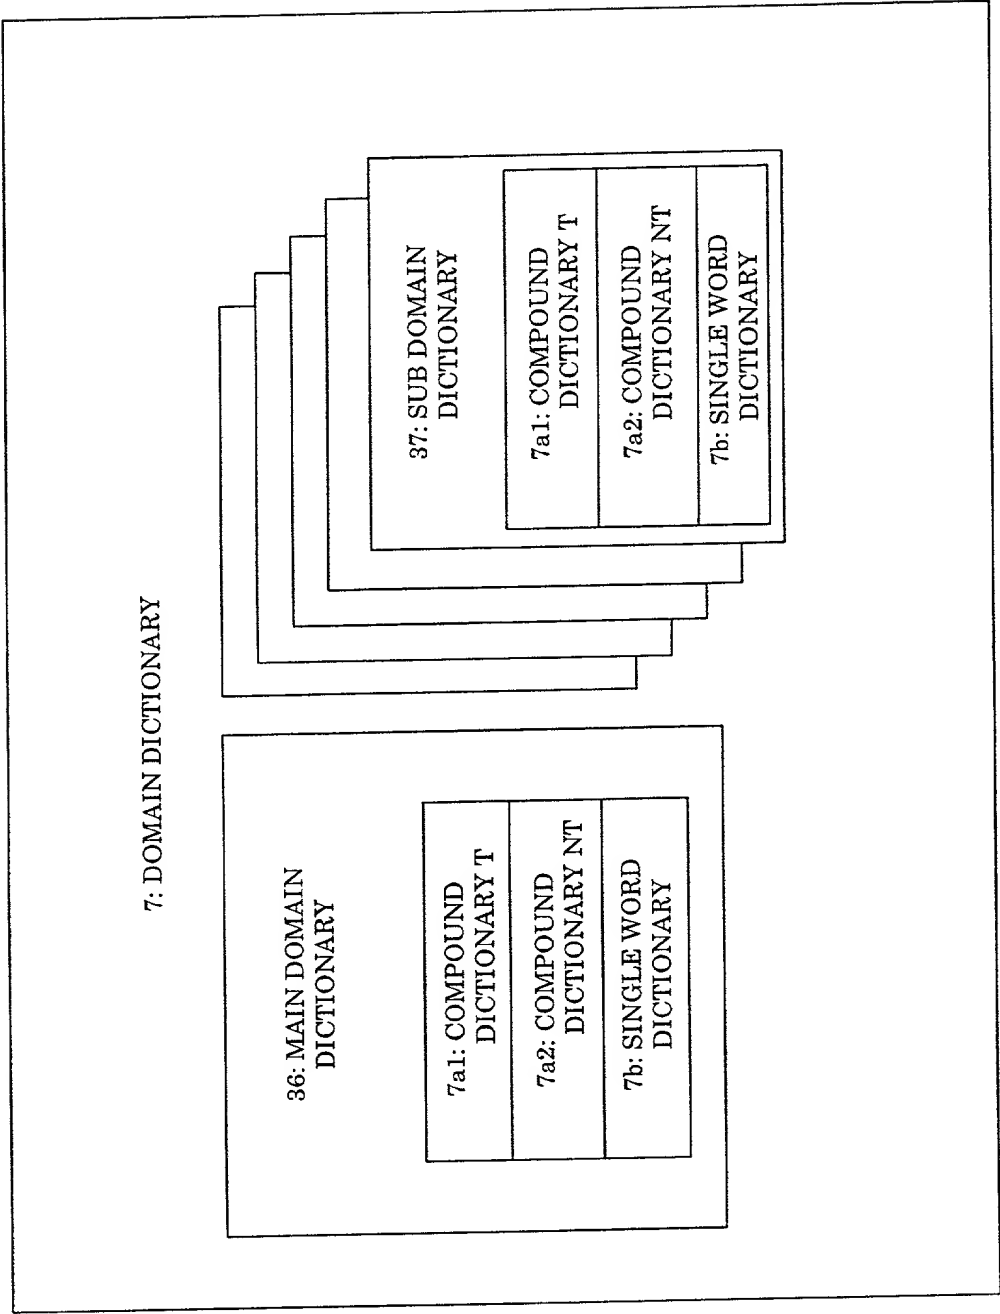 7: DOMAIN DICTIONARY
36: MAIN DOMAIN
DICTIONARY
7a1: COMPOUND
DICTIONARY T
7a2: COMPOUND
DICTIONARY NT
7b: SINGLE WORD
DICTIONARY
37: SUB DOMAIN
DICTIONARY
7a1: COMPOUND
DICTIONARY T
7a2: COMPOUND
DICTIONARY NT
7b: SINGLE WORD
DICTIONARY